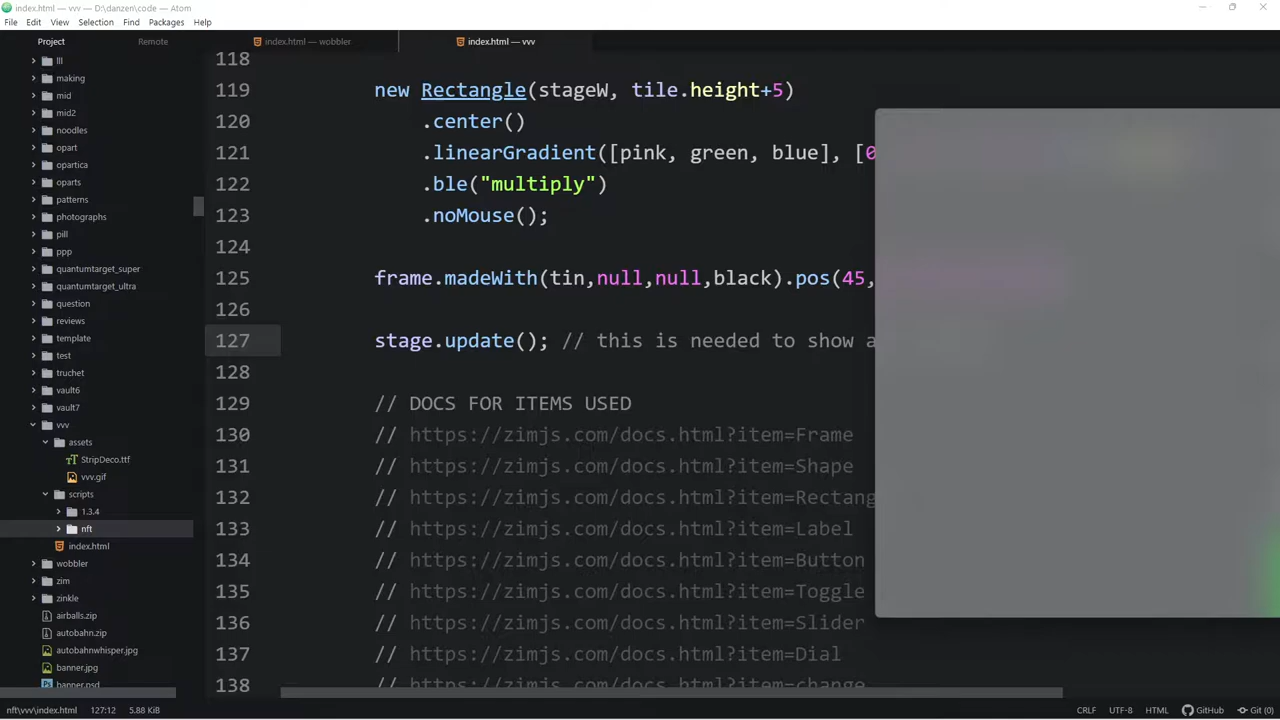 index.html — vvv — D:\danzen\code — Atom
File Edit View Selection Find Packages Help
Project Remote
index.html — wobbler
index.html — vvv
lll
making
mid
mid2
noodles
opart
opartica
oparts
patterns
photographs
pill
ppp
quantumtarget_super
quantumtarget_ultra
question
reviews
template
test
truchet
vault6
vault7
vvv
assets
StripDeco.ttf
vvv.gif
scripts
1.3.4
nft
index.html
wobbler
zim
zinkle
airballs.zip
autobahn.zip
autobahnwhisper.jpg
banner.jpg
banner.psd
118
119 new Rectangle(stageW, tile.height+5)
120 .center()
121 .linearGradient([pink, green, blue], [0
122 .ble("multiply")
123 .noMouse();
124
125 frame.madeWith(tin,null,null,black).pos(45,
126
127 stage.update(); // this is needed to show a
128
129 // DOCS FOR ITEMS USED
130 // https://zimjs.com/docs.html?item=Frame
131 // https://zimjs.com/docs.html?item=Shape
132 // https://zimjs.com/docs.html?item=Rectang
133 // https://zimjs.com/docs.html?item=Label
134 // https://zimjs.com/docs.html?item=Button
135 // https://zimjs.com/docs.html?item=Toggle
136 // https://zimjs.com/docs.html?item=Slider
137 // https://zimjs.com/docs.html?item=Dial
138 // https://zimjs.com/docs.html?item=change
nft\vvv\index.html 127:12 5.88 KiB CRLF UTF-8 HTML GitHub Git (0)